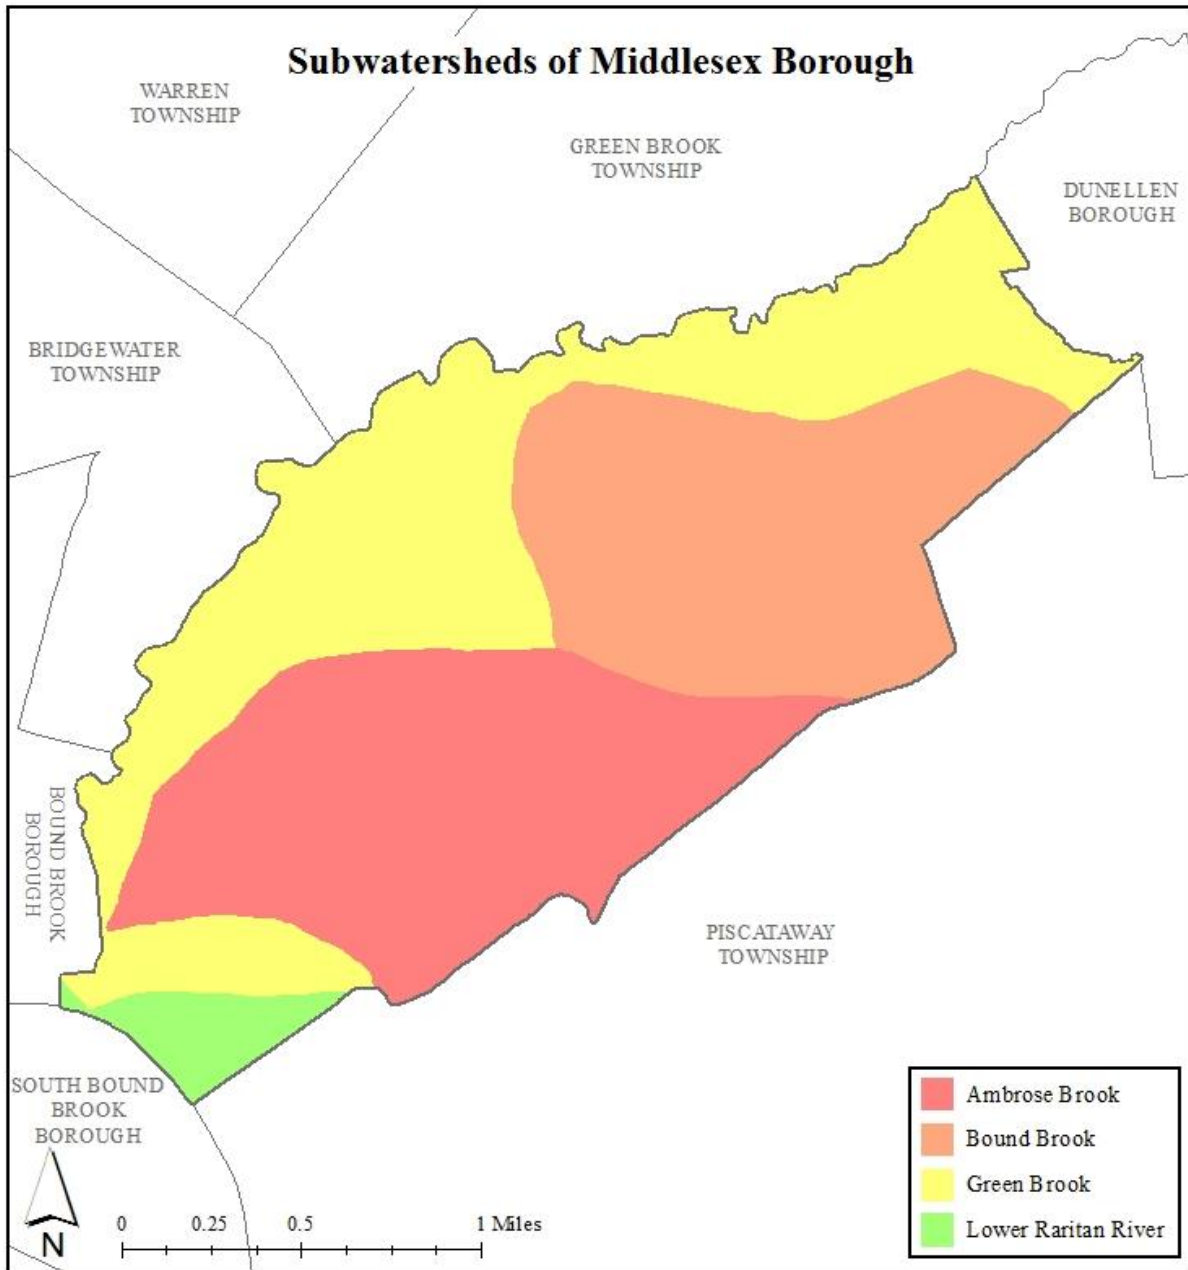 Subwatersheds of Middlesex Borough
WARREN
TOWNSHIP
GREEN BROOK
TOWNSHIP
DUNELLEN
BOROUGH
BRIDGEWATER
TOWNSHIP
BOUND BROOK
BOROUGH
PISCATAWAY
TOWNSHIP
SOUTH BOUND
BROOK
BOROUGH
N
0 0.25 0.5 1 Miles
Ambrose Brook
Bound Brook
Green Brook
Lower Raritan River